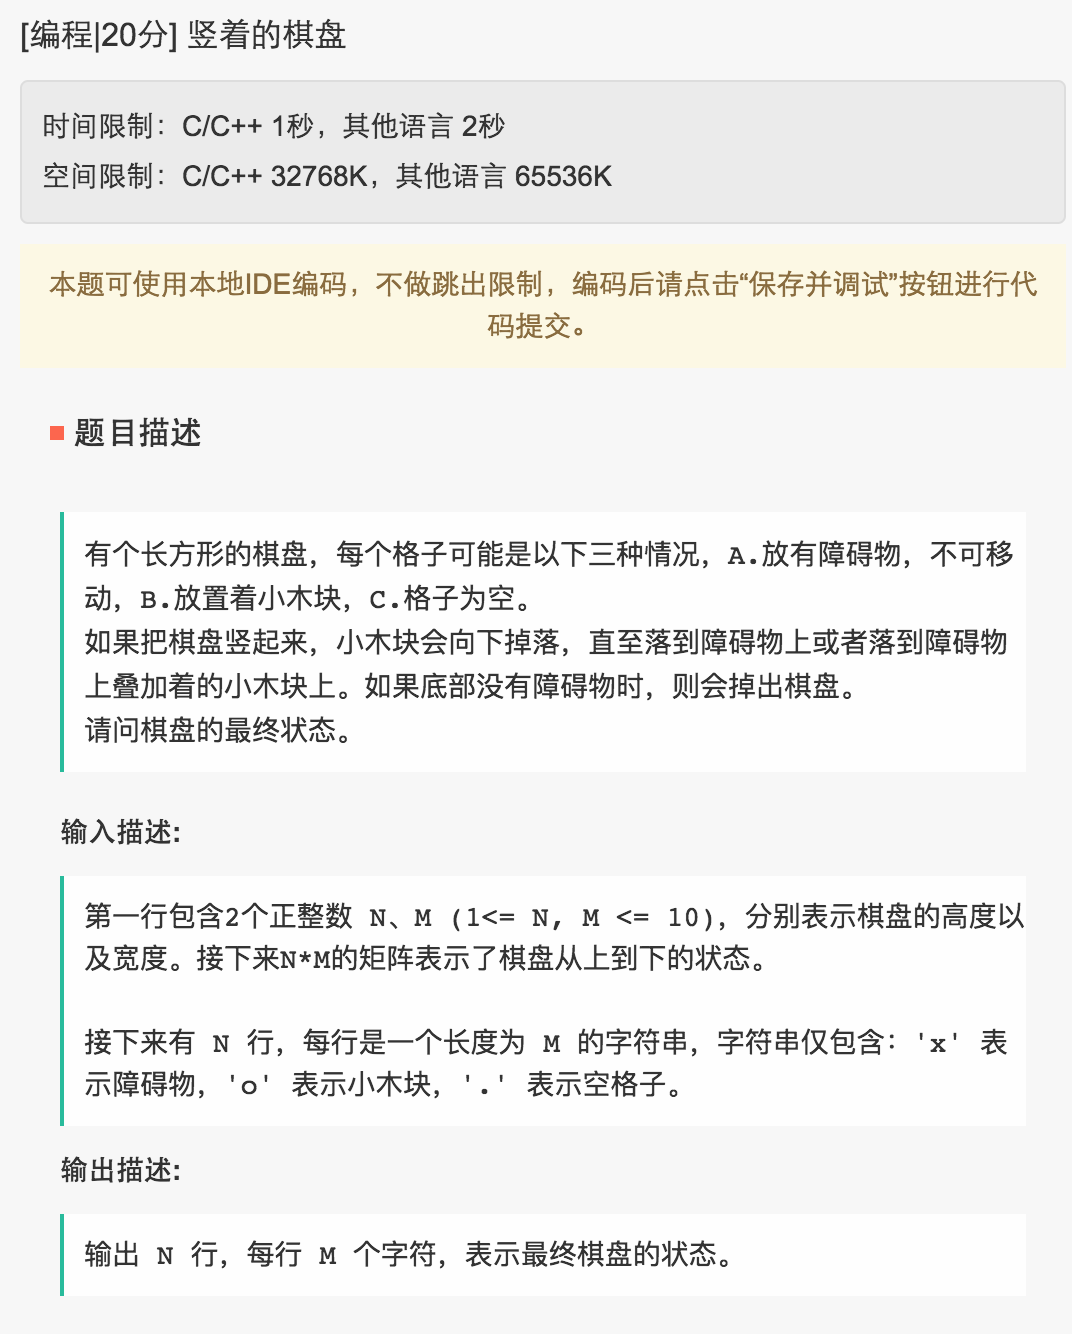 [编程|20分] 竖着的棋盘
时间限制：C/C++ 1秒，其他语言 2秒
空间限制：C/C++ 32768K，其他语言 65536K
本题可使用本地IDE编码，不做跳出限制，编码后请点击“保存并调试”按钮进行代
码提交。
题目描述
有个长方形的棋盘，每个格子可能是以下三种情况，A.放有障碍物，不可移
动，B.放置着小木块，C.格子为空。
如果把棋盘竖起来，小木块会向下掉落，直至落到障碍物上或者落到障碍物
上叠加着的小木块上。如果底部没有障碍物时，则会掉出棋盘。
请问棋盘的最终状态。
输入描述:
第一行包含2个正整数 N、M (1<= N, M <= 10)，分别表示棋盘的高度以
及宽度。接下来N*M的矩阵表示了棋盘从上到下的状态。
接下来有 N 行，每行是一个长度为 M 的字符串，字符串仅包含：'x' 表
示障碍物，'o' 表示小木块，'.' 表示空格子。
输出描述:
输出 N 行，每行 M 个字符，表示最终棋盘的状态。